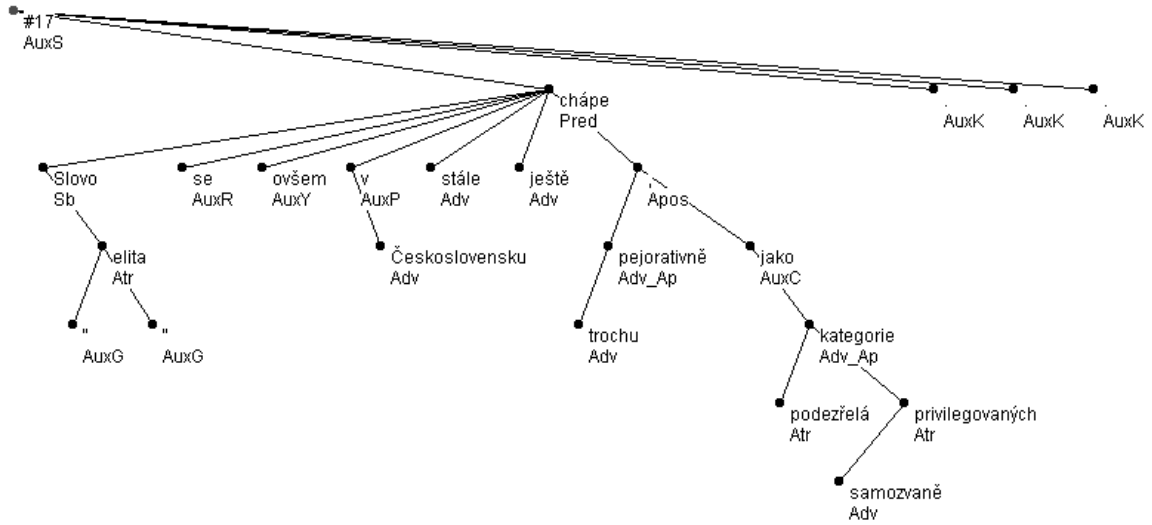 #17
AuxS
chápe
Pred
.
AuxK
.
AuxK
.
AuxK
Slovo
Sb
se
AuxR
ovšem
AuxY
v
AuxP
stále
Adv
ještě
Adv
,
Apos
elita
Atr
Československu
Adv
pejorativně
Adv_Ap
jako
AuxC
"
AuxG
"
AuxG
trochu
Adv
kategorie
Adv_Ap
podezřelá
Atr
privilegovaných
Atr
samozvaně
Adv